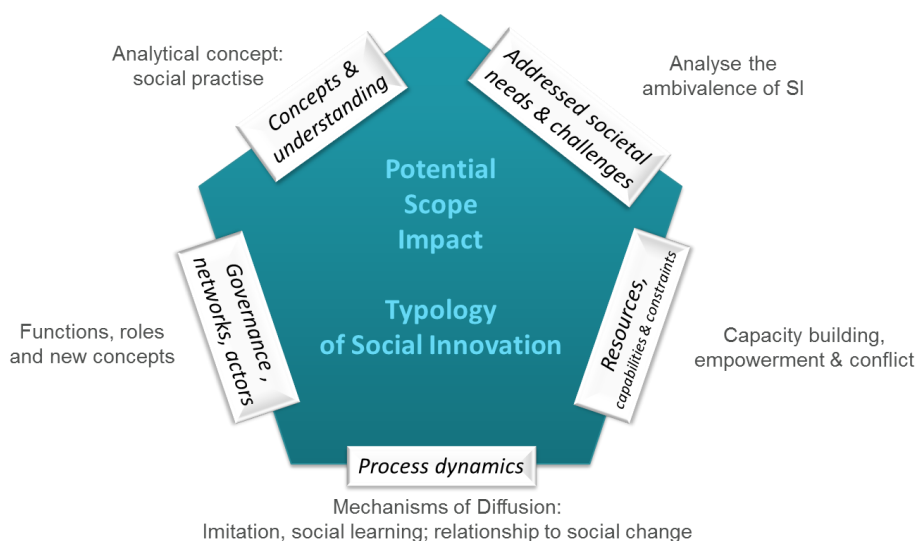 Analytical concept:
social practise
Concepts &
understanding
Addressed societal
needs & challenges
Analyse the
ambivalence of SI
Potential
Scope
Impact
Typology
of Social Innovation
Governance ,
networks, actors
Functions, roles
and new concepts
Resources,
capabilities & constraints
Capacity building,
empowerment & conflict
Process dynamics
Mechanisms of Diffusion:
Imitation, social learning; relationship to social change